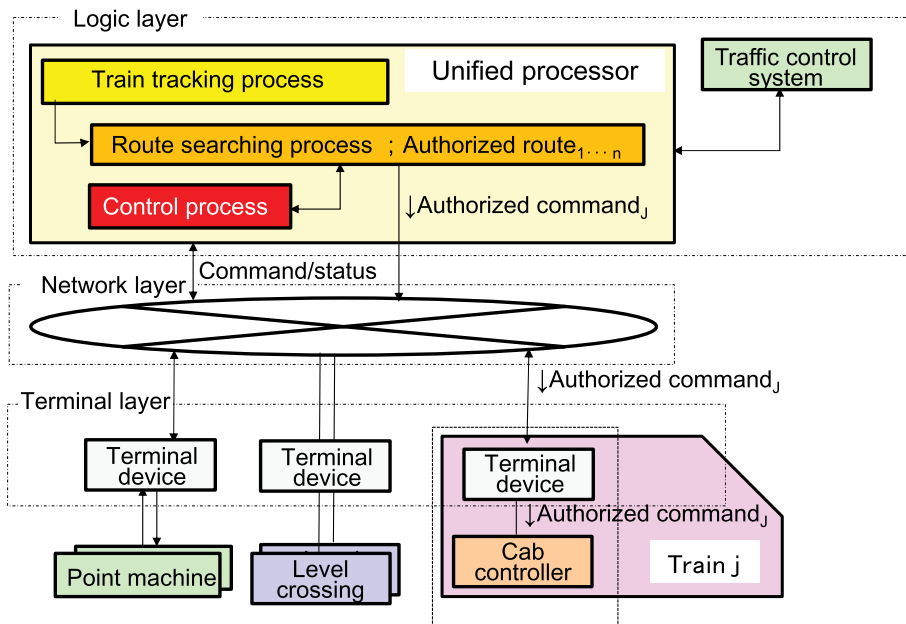 Logic layer
Train tracking process
Unified processor
Traffic control
system
Route searching process ; Authorized route1･･･n
Control process
↓Authorized commandJ
Command/status
Network layer
↓Authorized commandJ
Terminal layer
Terminal
device
Terminal
device
Terminal
device
↓Authorized commandJ
Point machine
Level
crossing
Cab
controller
Train j